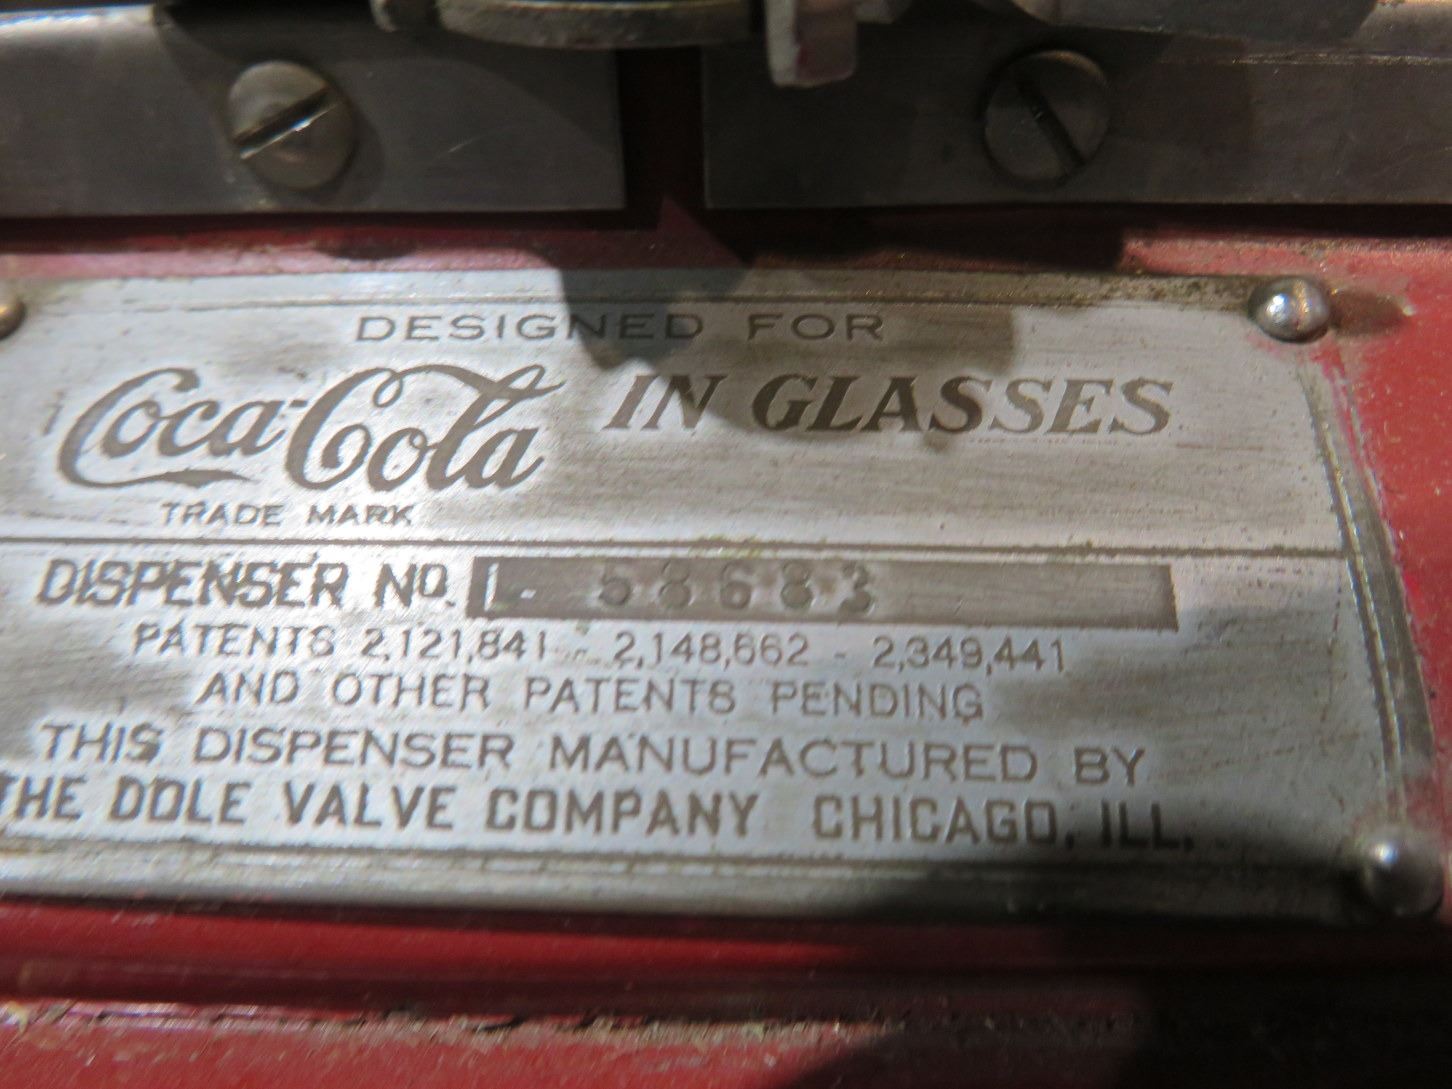 DESIGNED FOR
Coca-Cola IN GLASSES
TRADE MARK
DISPENSER NO. L- 58683
PATENTS 2,121,841 - 2,148,662 - 2,349,441
AND OTHER PATENTS PENDING
THIS DISPENSER MANUFACTURED BY
THE DOLE VALVE COMPANY CHICAGO, ILL.